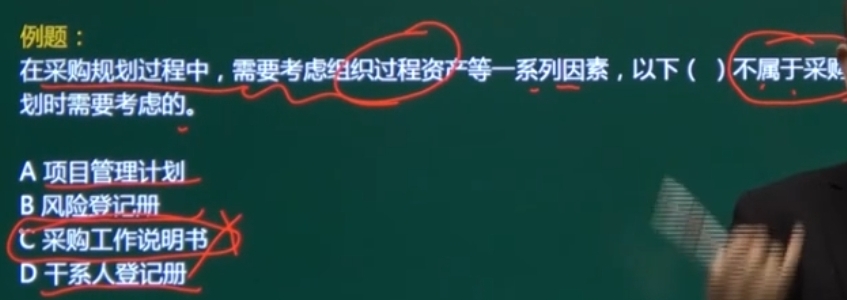 例题：
在采购规划过程中，需要考虑组织过程资产等一系列因素，以下（ ）不属于采购
划时需要考虑的。
A 项目管理计划
B 风险登记册
C 采购工作说明书
D 干系人登记册